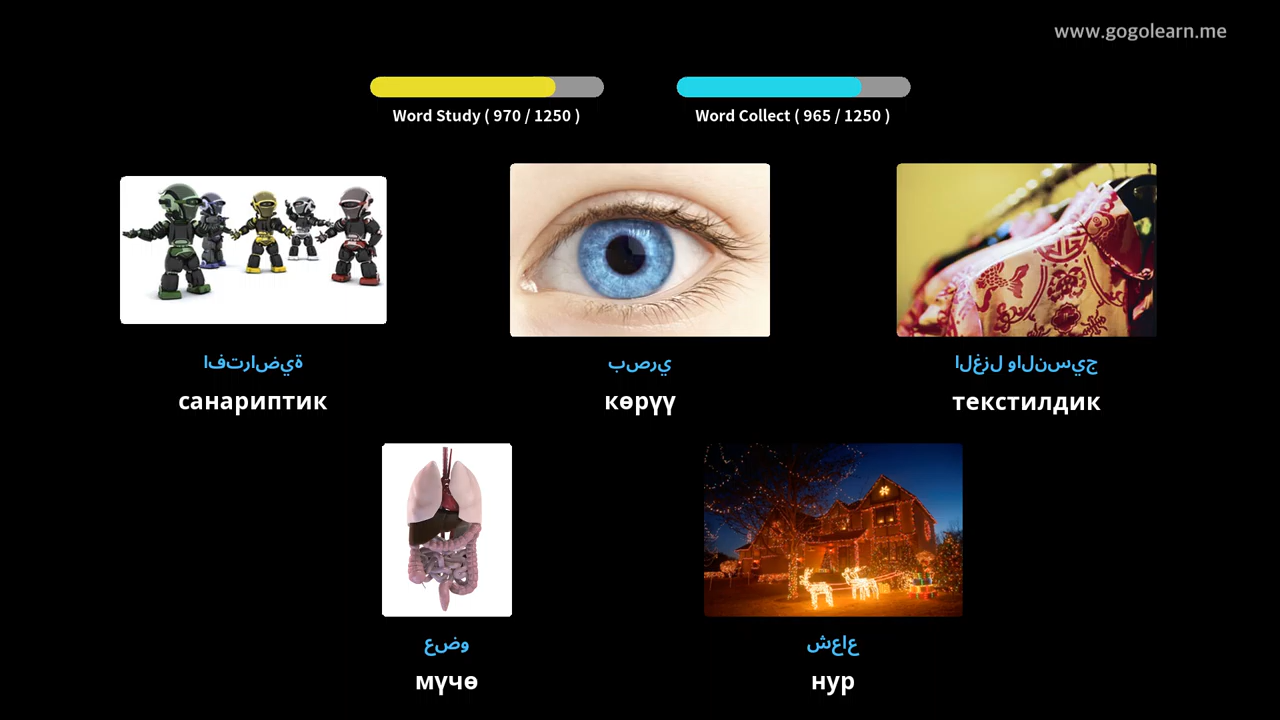 www.gogolearn.me
Word Study ( 970 / 1250 )
Word Collect ( 965 / 1250 )
افتراضية
санариптик
بصري
көрүү
الغزل والنسيج
текстилдик
عضو
мүчө
شعاع
нур